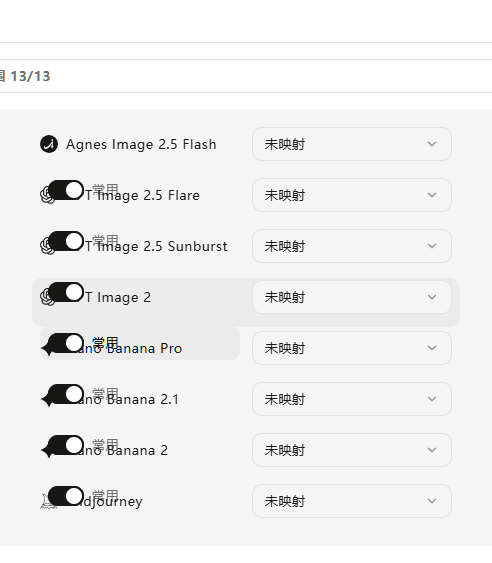 13/13
Agnes Image 2.5 Flash 未映射
常用
T Image 2.5 Flare 未映射
常用
T Image 2.5 Sunburst 未映射
T Image 2 未映射
常用
ano Banana Pro 未映射
常用
ano Banana 2.1 未映射
常用
ano Banana 2 未映射
常用
djourney 未映射